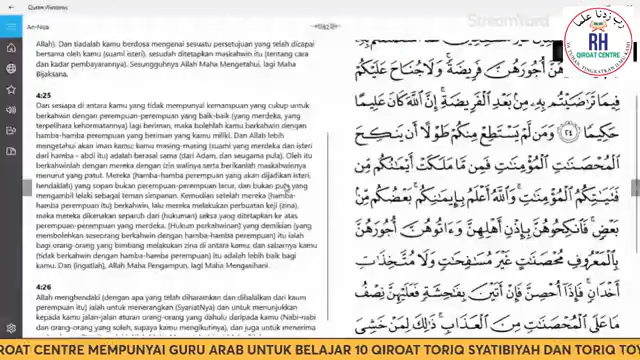 Quran Windows
StreamYard
رب زدني علما
RH
QIROAT CENTRE
An-Nisa
Allah). Dan tiadalah kamu berdosa mengenai sesuatu persetujuan yang telah dicapai
bersama oleh kamu (suami isteri), sesudah ditetapkan maskahwin itu (tentang cara
dan kadar pembayarannya). Sesungguhnya Allah Maha Mengetahui, lagi Maha
Bijaksana.
4:25
Dan sesiapa di antara kamu yang tidak mempunyai kemampuan yang cukup untuk
berkahwin dengan perempuan-perempuan yang baik-baik (yang merdeka, yang
terpelihara kehormatannya) lagi beriman, maka bolehlah kamu berkahwin dengan
hamba-hamba perempuan yang beriman yang kamu miliki. Dan Allah lebih
mengetahui akan iman kamu; kamu masing-masing (suami yang merdeka dan isteri
dari hamba - abdi itu) adalah berasal sama (dari Adam, dan seugama pula). Oleh itu
berkahwinlah dengan mereka dengan izin walinya serta berikanlah maskahwinnya
menurut yang patut. Mereka (hamba-hamba perempuan yang akan dijadikan isteri,
hendaklah) yang sopan bukan perempuan-perempuan lacur, dan bukan pula yang
mengambil lelaki sebagai teman simpanan. Kemudian setelah mereka (hamba-
hamba perempuan itu) berkahwin, lalu mereka melakukan perbuatan keji (zina),
maka mereka dikenakan separuh dari (hukuman) seksa yang ditetapkan ke atas
perempuan-perempuan yang merdeka. (Hukum perkahwinan) yang demikian (yang
membolehkan seseorang berkahwin dengan hamba-hamba perempuan) itu ialah
bagi orang-orang yang bimbang melakukan zina di antara kamu; dan sabarnya kamu
(tidak berkahwin dengan hamba-hamba perempuan) itu adalah lebih baik bagi
kamu. Dan (ingatlah), Allah Maha Pengampun, lagi Maha Mengasihani.
4:26
Allah menghendaki (dengan apa yang telah diharamkan dan dihalalkan dari kaum
perempuan itu) ialah untuk menerangkan (SyariatNya) dan untuk menunjukkan
kepada kamu jalan-jalan aturan orang-orang yang dahulu daripada kamu (Nabi-nabi
dan orang-orang yang soleh, supaya kamu mengikutinya), dan juga untuk menerima
أُجُورَهُنَّ فَرِيضَةً وَلَا جُنَاحَ عَلَيْكُمْ
فِيمَا تَرَاضَيْتُم بِهِ مِنْ بَعْدِ الْفَرِيضَةِ إِنَّ اللَّهَ كَانَ عَلِيمًا
حَكِيمًا ٢٤ وَمَن لَّمْ يَسْتَطِعْ مِنكُمْ طَوْلًا أَن يَنكِحَ
الْمُحْصَنَاتِ الْمُؤْمِنَاتِ فَمِن مَّا مَلَكَتْ أَيْمَانُكُم مِّن
فَتَيَاتِكُمُ الْمُؤْمِنَاتِ وَاللَّهُ أَعْلَمُ بِإِيمَانِكُم بَعْضُكُم مِّن
بَعْضٍ فَانكِحُوهُنَّ بِإِذْنِ أَهْلِهِنَّ وَءَاتُوهُنَّ أُجُورَهُنَّ
بِالْمَعْرُوفِ مُحْصَنَاتٍ غَيْرَ مُسَافِحَاتٍ وَلَا مُتَّخِذَاتِ
أَخْدَانٍ فَإِذَا أُحْصِنَّ فَإِنْ أَتَيْنَ بِفَاحِشَةٍ فَعَلَيْهِنَّ نِصْفُ
مَا عَلَى الْمُحْصَنَاتِ مِنَ الْعَذَابِ ذَلِكَ لِمَنْ خَشِيَ
ROAT CENTRE MEMPUNYAI GURU ARAB UNTUK BELAJAR 10 QIROAT TORIQ SYATIBIYAH DAN TORIQ TO